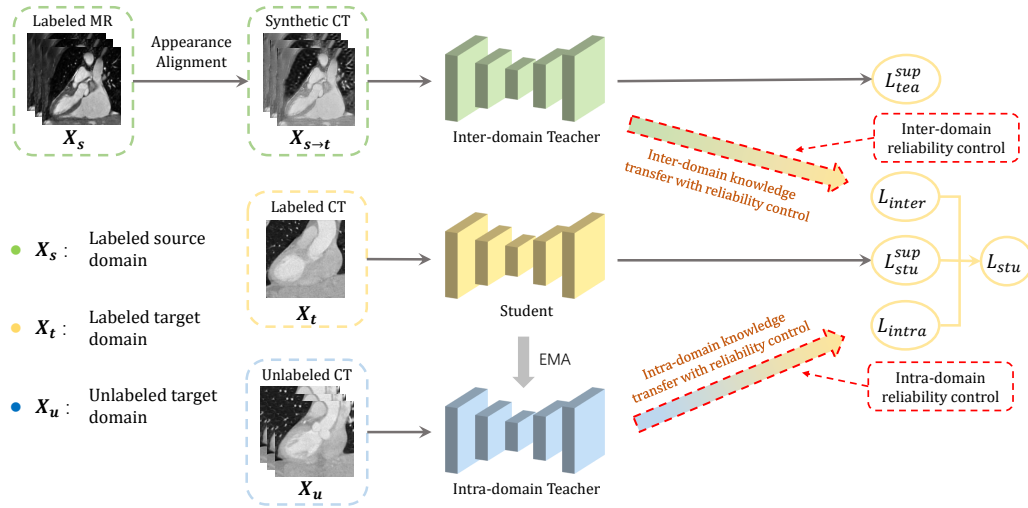 Labeled MR
X_s
Appearance
Alignment
Synthetic CT
X_{s→t}
Inter-domain Teacher
L_{tea}^{sup}
Inter-domain
reliability control
Inter-domain knowledge
transfer with reliability control
Labeled CT
X_t
Student
L_{inter}
L_{stu}^{sup}
L_{stu}
L_{intra}
X_s : Labeled source
domain
X_t : Labeled target
domain
X_u : Unlabeled target
domain
EMA
Intra-domain knowledge
transfer with reliability control
Intra-domain
reliability control
Unlabeled CT
X_u
Intra-domain Teacher